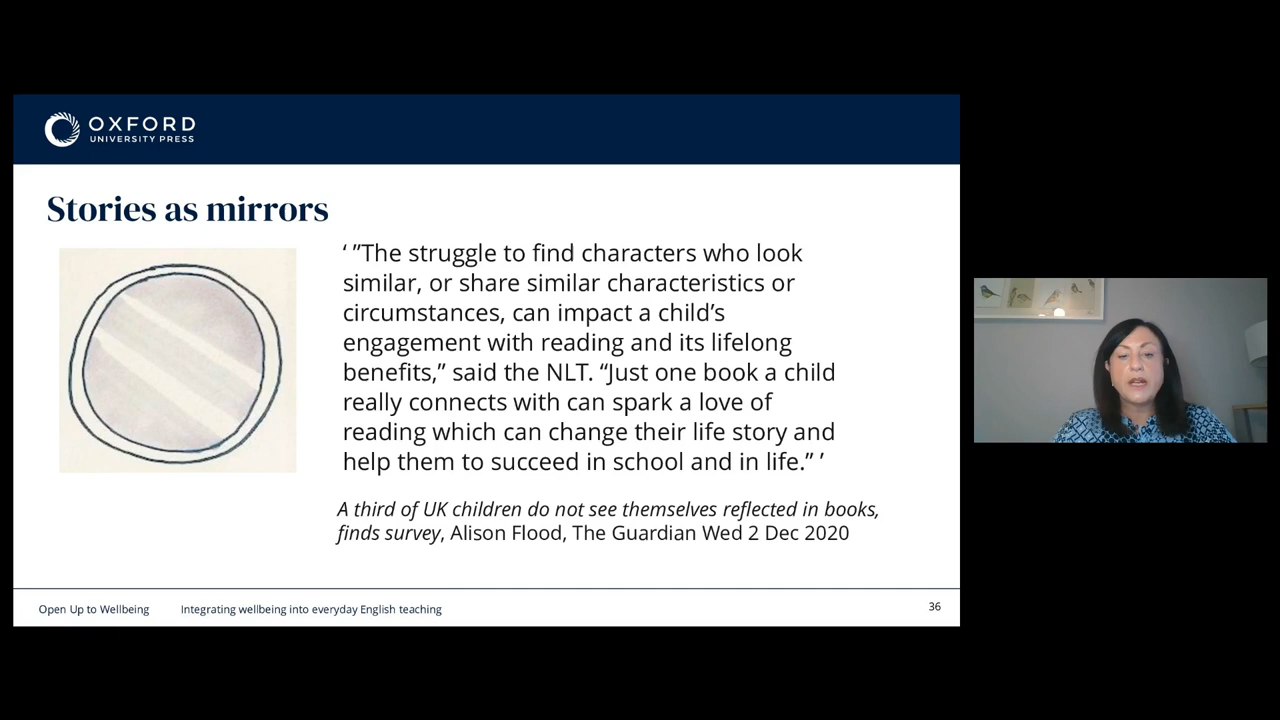 OXFORD
UNIVERSITY PRESS
Stories as mirrors
‘ ”The struggle to find characters who look
similar, or share similar characteristics or
circumstances, can impact a child’s
engagement with reading and its lifelong
benefits,” said the NLT. “Just one book a child
really connects with can spark a love of
reading which can change their life story and
help them to succeed in school and in life.” ’
A third of UK children do not see themselves reflected in books,
finds survey, Alison Flood, The Guardian Wed 2 Dec 2020
Open Up to Wellbeing Integrating wellbeing into everyday English teaching 36